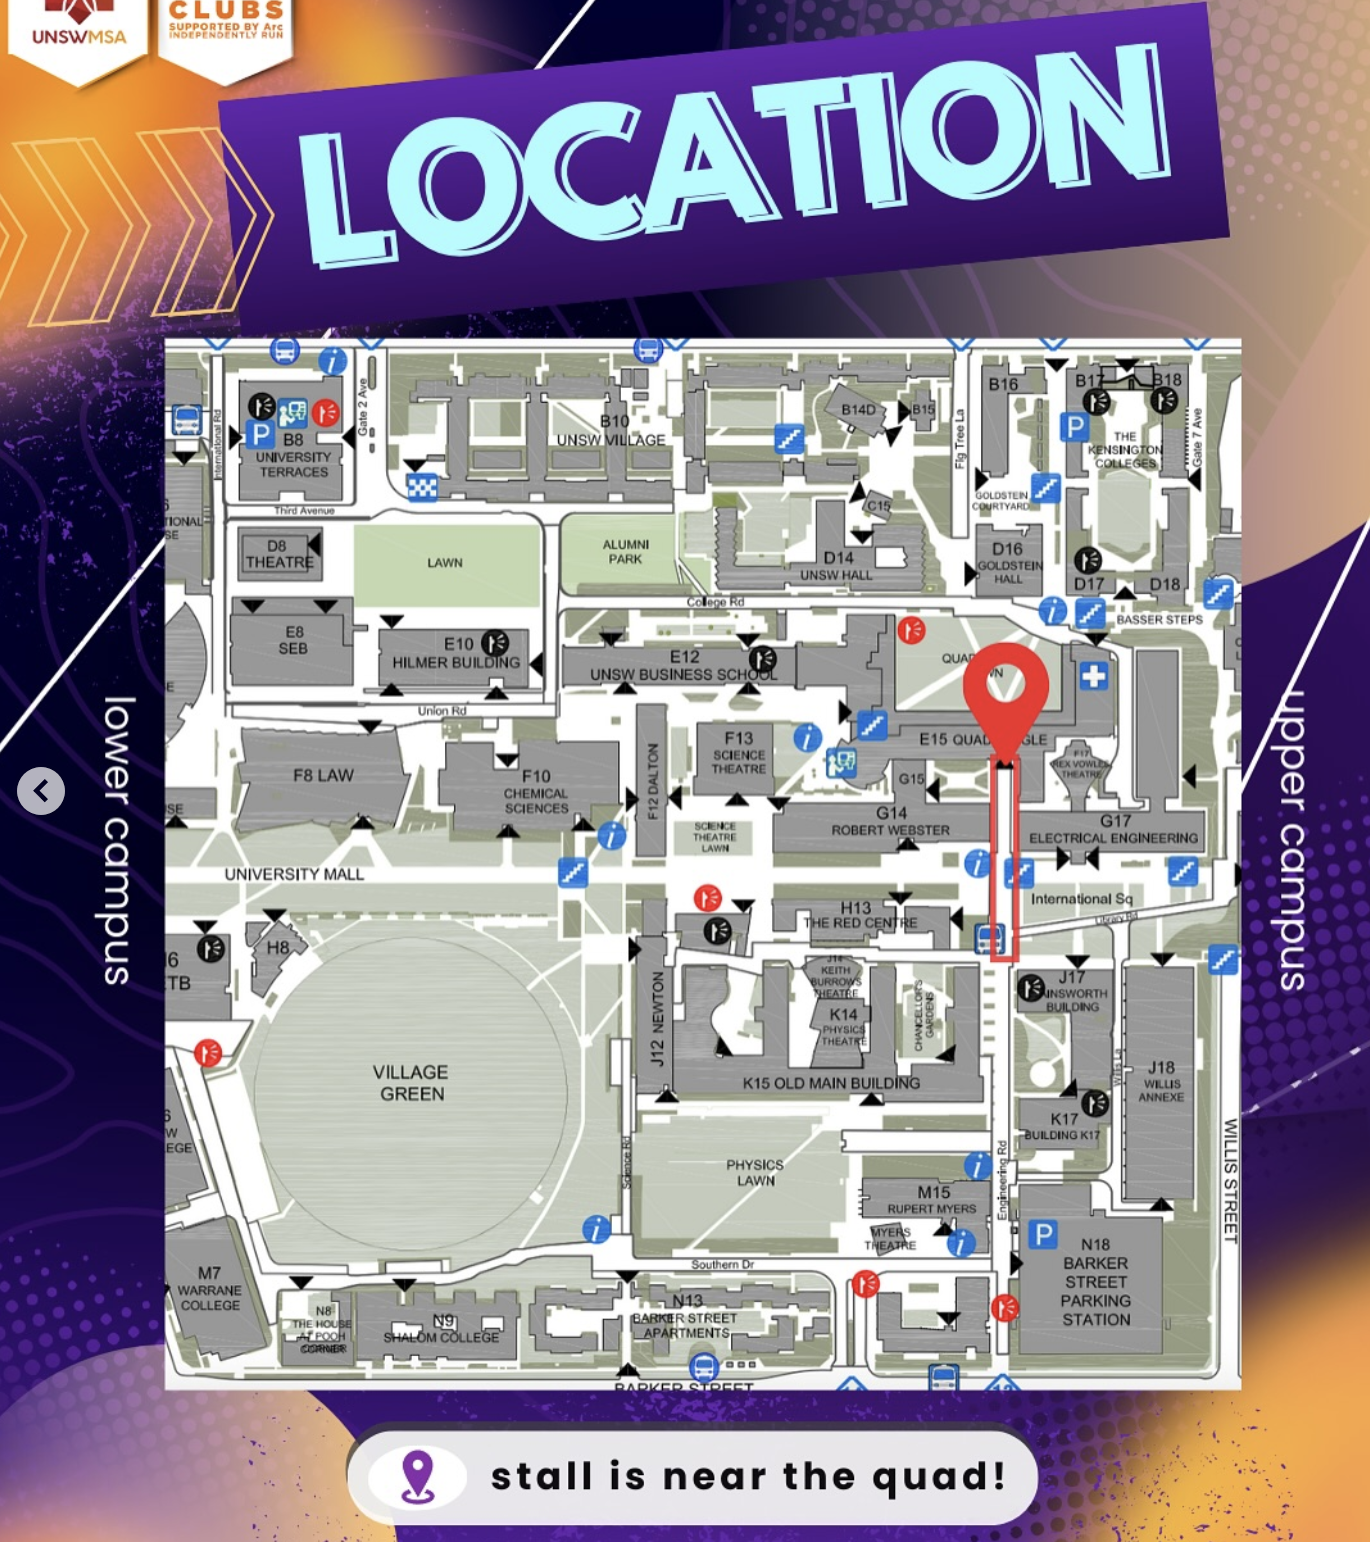 UNSWMSA
CLUBS
SUPPORTED BY Arc
INDEPENDENTLY RUN
LOCATION
International Rd
Gate 2 Ave
B8
UNIVERSITY
TERRACES
Third Avenue
B10
UNSW VILLAGE
B14D
B15
Fig Tree La
B16
B17
B18
THE
KENSINGTON
COLLEGES
Gate 7 Ave
GOLDSTEIN
COURTYARD
C15
D8
THEATRE
LAWN
ALUMNI
PARK
D14
UNSW HALL
D16
GOLDSTEIN
HALL
D17
D18
College Rd
BASSER STEPS
E8
SEB
E10
HILMER BUILDING
E12
UNSW BUSINESS SCHOOL
Union Rd
E15
F8 LAW
F10
CHEMICAL
SCIENCES
F12 DALTON
F13
SCIENCE
THEATRE
F17
REX VOWLES
THEATRE
G15
G14
ROBERT WEBSTER
G17
ELECTRICAL ENGINEERING
SCIENCE
THEATRE
LAWN
UNIVERSITY MALL
International Sq
Library Rd
H8
H13
THE RED CENTRE
J12 NEWTON
J14
KEITH
BURROWS
THEATRE
K14
PHYSICS
THEATRE
CHANCELLOR'S
GARDENS
J17
AINSWORTH
BUILDING
Willis La
J18
WILLIS
ANNEXE
VILLAGE
GREEN
K15 OLD MAIN BUILDING
K17
BUILDING K17
Science Rd
PHYSICS
LAWN
Engineering Rd
M15
RUPERT MYERS
MYERS
THEATRE
WILLIS STREET
Southern Dr
M7
WARRANE
COLLEGE
N8
THE HOUSE
AT POOH
CORNER
N9
SHALOM COLLEGE
N13
BARKER STREET
APARTMENTS
N18
BARKER
STREET
PARKING
STATION
BARKER STREET
lower campus
upper campus
stall is near the quad!